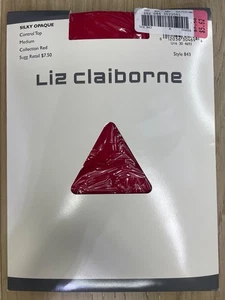 SILKY OPAQUE
Control Top
Medium
Collection Red
Sugg. Retail $7.50
Style 843
Liz claiborne